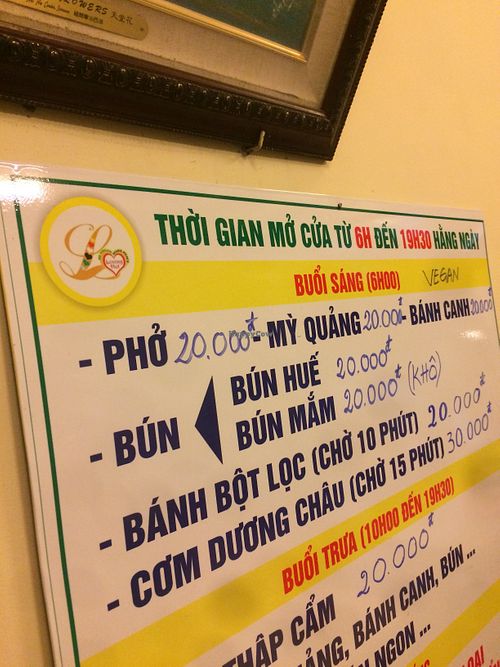 THỜI GIAN MỞ CỬA TỪ 6H ĐẾN 19H30 HẰNG NGÀY
BUỔI SÁNG (6H00) VEGAN
- PHỞ 20.000đ - MỲ QUẢNG 20.000đ - BÁNH CANH 20.000
- BÚN
BÚN HUẾ 20.000đ
BÚN MẮM 20.000đ (KHÔ)
- BÁNH BỘT LỌC (CHỜ 10 PHÚT) 20.000đ
- CƠM DƯƠNG CHÂU (CHỜ 15 PHÚT) 30.000đ
BUỔI TRƯA (10H00 ĐẾN 19H30)
THẬP CẨM 20.000đ
BÁNH CANH, BÚN ...
NGON ...